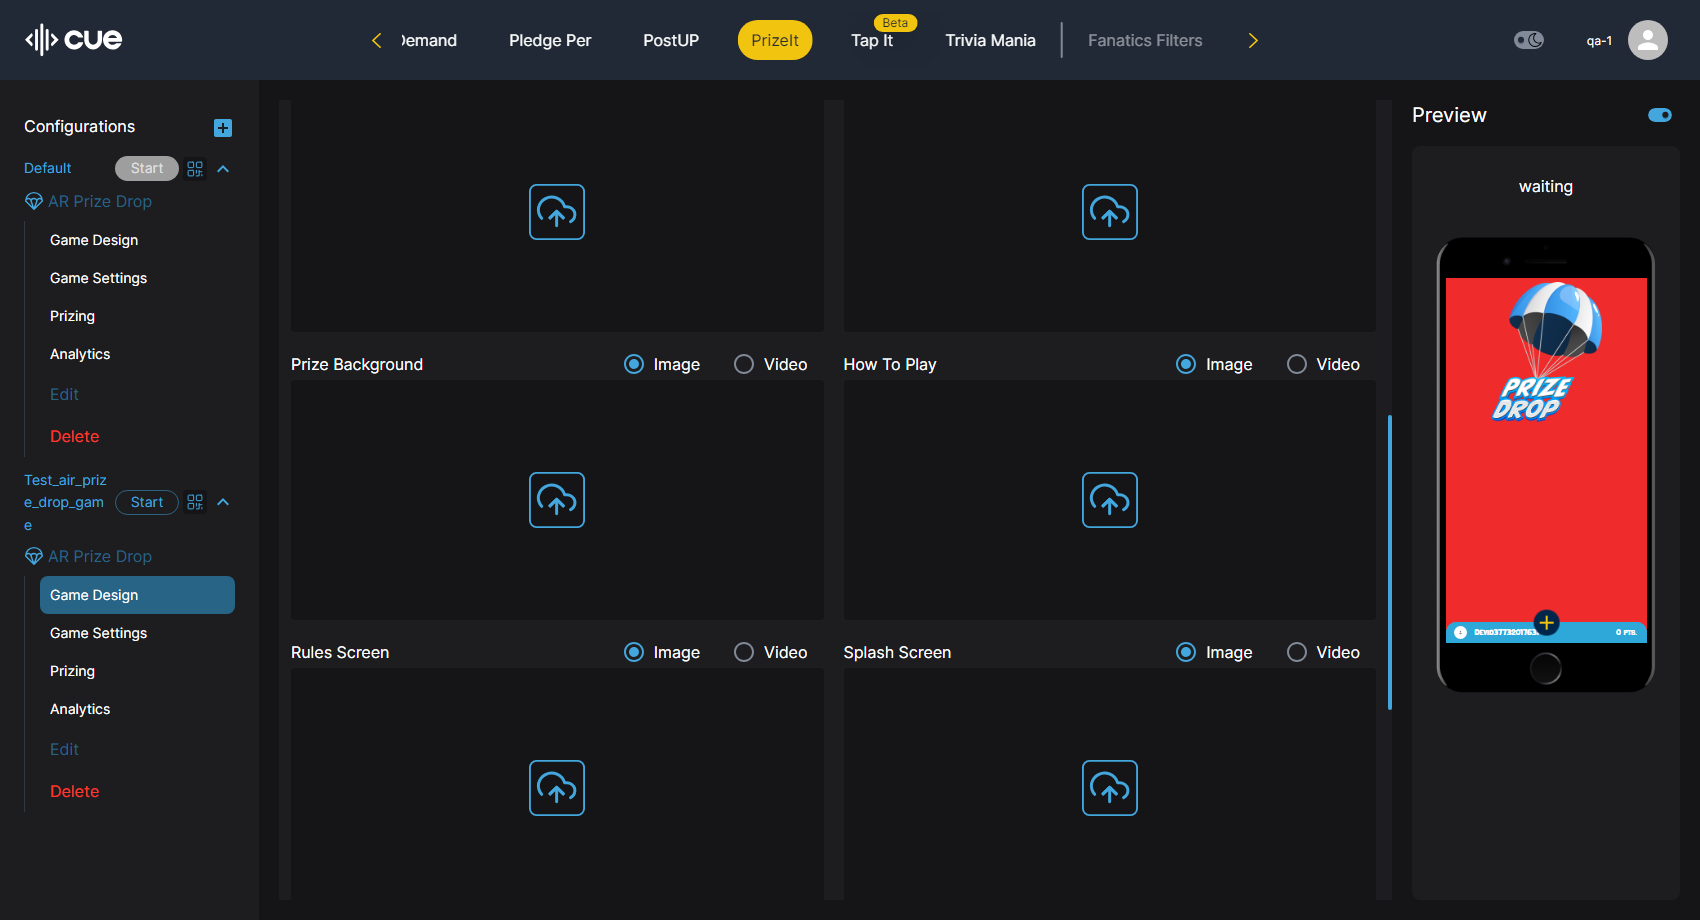 cue
Demand
Pledge Per
PostUP
PrizeIt
Beta
Tap It
Trivia Mania
Fanatics Filters
qa-1
Configurations
Default
Start
AR Prize Drop
Game Design
Game Settings
Prizing
Analytics
Edit
Delete
Test_air_priz
e_drop_gam
e
Start
AR Prize Drop
Game Design
Game Settings
Prizing
Analytics
Edit
Delete
Prize Background
Image
Video
How To Play
Image
Video
Rules Screen
Image
Video
Splash Screen
Image
Video
Preview
waiting
PRIZE
DROP
0 PTS.